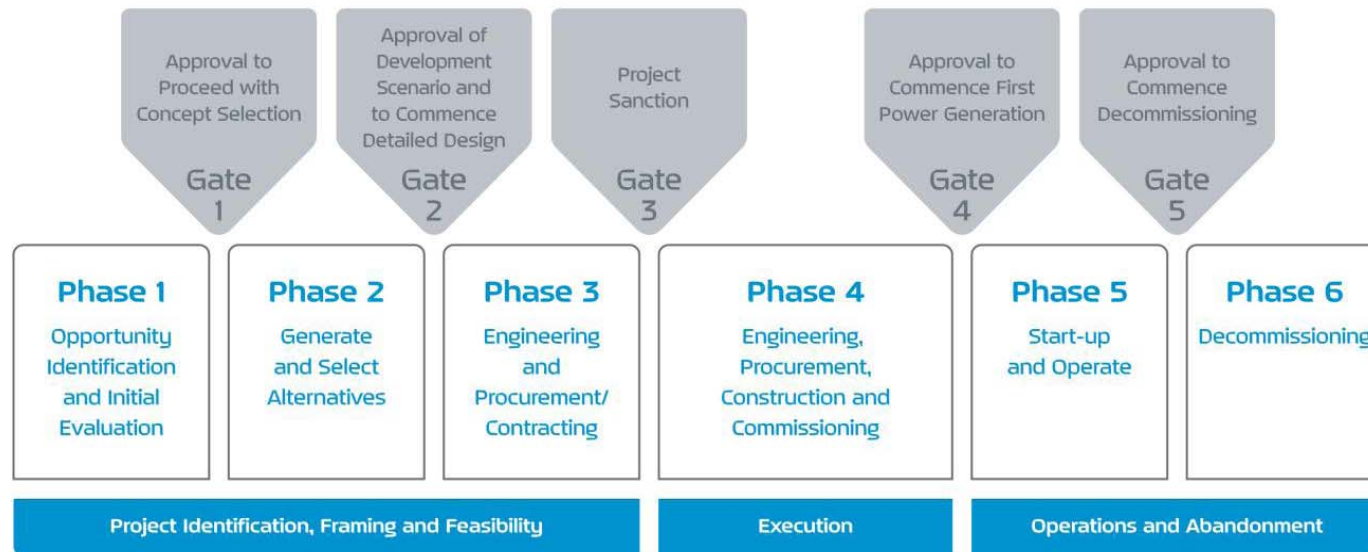 Approval to
Proceed with
Concept Selection
Gate
1
Approval of
Development
Scenario and
to Commence
Detailed Design
Gate
2
Project
Sanction
Gate
3
Approval to
Commence First
Power Generation
Gate
4
Approval to
Commence
Decommissioning
Gate
5
Phase 1
Opportunity
Identification
and Initial
Evaluation
Phase 2
Generate
and Select
Alternatives
Phase 3
Engineering
and
Procurement/
Contracting
Phase 4
Engineering,
Procurement,
Construction and
Commissioning
Phase 5
Start-up
and Operate
Phase 6
Decommissioning
Project Identification, Framing and Feasibility
Execution
Operations and Abandonment